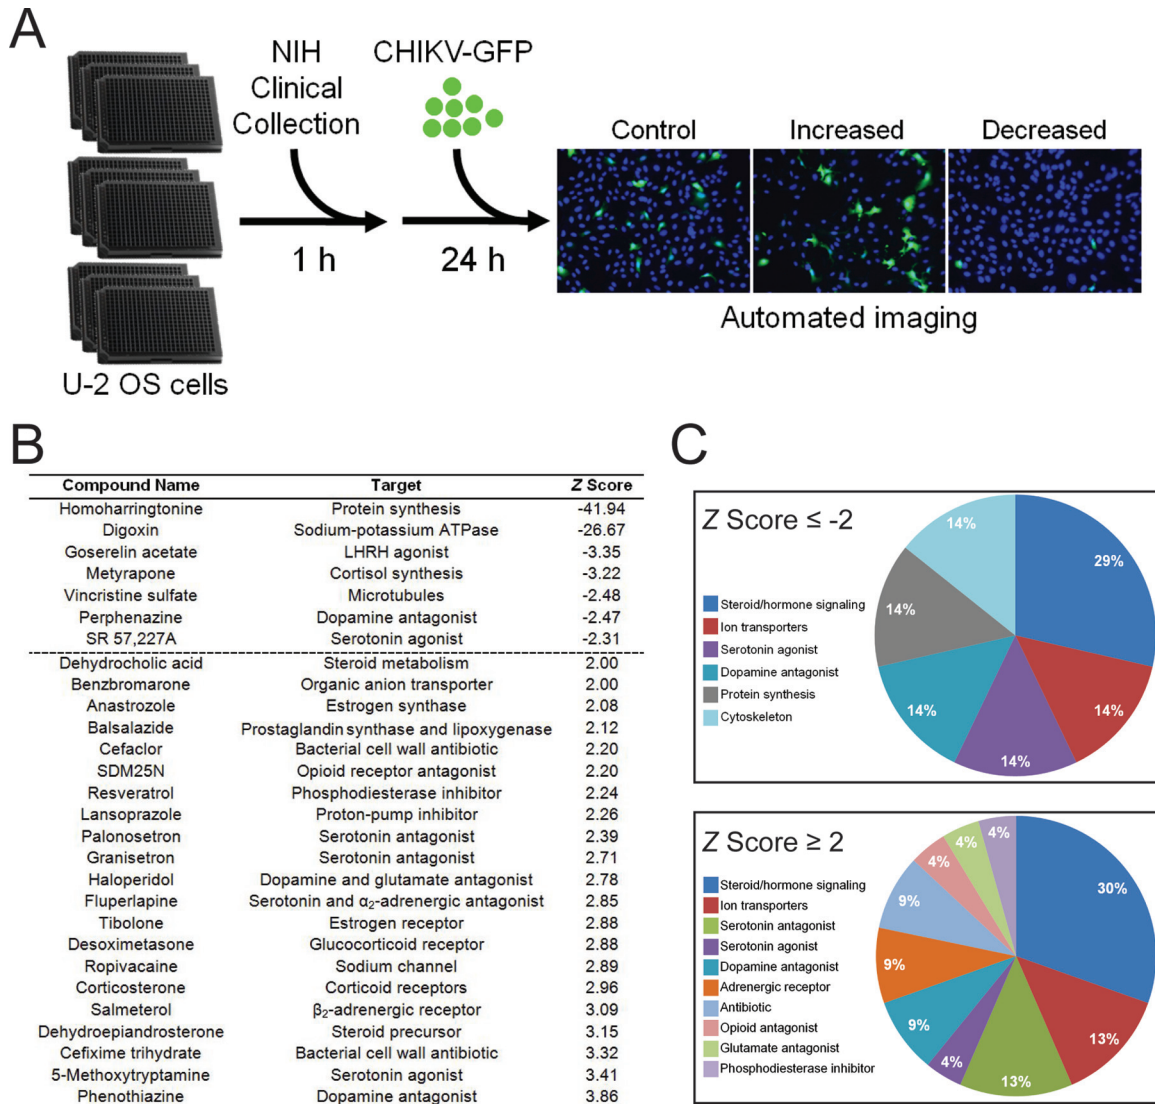 A
NIH
Clinical
Collection
CHIKV-GFP
1 h
24 h
Control Increased Decreased
Automated imaging
U-2 OS cells
B
Compound Name Target Z Score
Homoharringtonine Protein synthesis -41.94
Digoxin Sodium-potassium ATPase -26.67
Goserelin acetate LHRH agonist -3.35
Metyrapone Cortisol synthesis -3.22
Vincristine sulfate Microtubules -2.48
Perphenazine Dopamine antagonist -2.47
SR 57,227A Serotonin agonist -2.31
Dehydrocholic acid Steroid metabolism 2.00
Benzbromarone Organic anion transporter 2.00
Anastrozole Estrogen synthase 2.08
Balsalazide Prostaglandin synthase and lipoxygenase 2.12
Cefaclor Bacterial cell wall antibiotic 2.20
SDM25N Opioid receptor antagonist 2.20
Resveratrol Phosphodiesterase inhibitor 2.24
Lansoprazole Proton-pump inhibitor 2.26
Palonosetron Serotonin antagonist 2.39
Granisetron Serotonin antagonist 2.71
Haloperidol Dopamine and glutamate antagonist 2.78
Fluperlapine Serotonin and α₂-adrenergic antagonist 2.85
Tibolone Estrogen receptor 2.88
Desoximetasone Glucocorticoid receptor 2.88
Ropivacaine Sodium channel 2.89
Corticosterone Corticoid receptors 2.96
Salmeterol β₂-adrenergic receptor 3.09
Dehydroepiandrosterone Steroid precursor 3.15
Cefixime trihydrate Bacterial cell wall antibiotic 3.32
5-Methoxytryptamine Serotonin agonist 3.41
Phenothiazine Dopamine antagonist 3.86
C
Z Score ≤ -2
Steroid/hormone signaling
Ion transporters
Serotonin agonist
Dopamine antagonist
Protein synthesis
Cytoskeleton
29%
14%
14%
14%
14%
14%
Z Score ≥ 2
Steroid/hormone signaling
Ion transporters
Serotonin antagonist
Serotonin agonist
Dopamine antagonist
Adrenergic receptor
Antibiotic
Opioid antagonist
Glutamate antagonist
Phosphodiesterase inhibitor
30%
13%
13%
4%
9%
9%
9%
4%
4%
4%